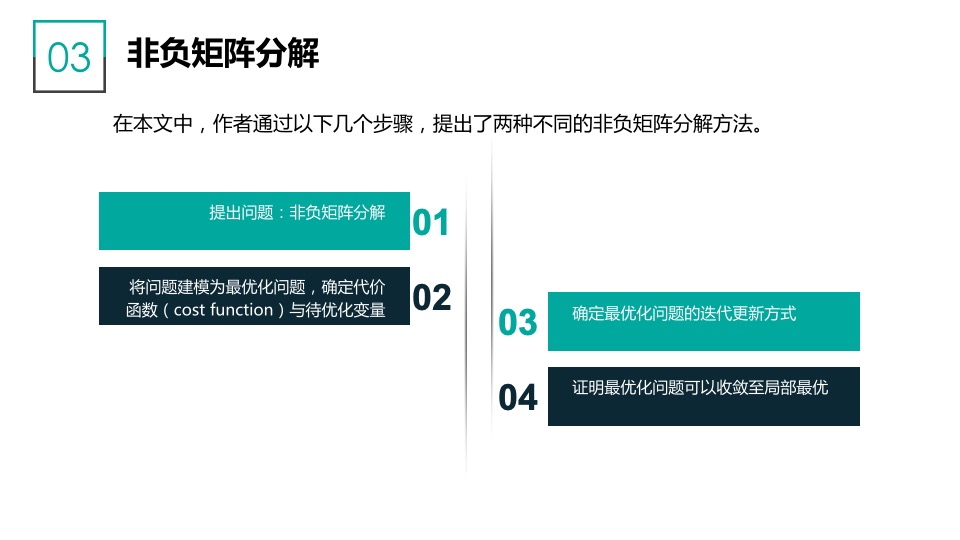 03
非负矩阵分解
在本文中，作者通过以下几个步骤，提出了两种不同的非负矩阵分解方法。
提出问题：非负矩阵分解
01
将问题建模为最优化问题，确定代价
函数（cost function）与待优化变量
02
03
确定最优化问题的迭代更新方式
04
证明最优化问题可以收敛至局部最优